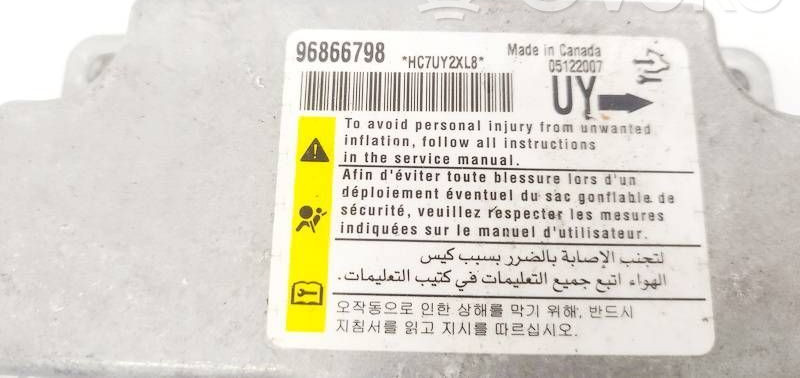 96866798
*HC7UY2XL8*
Made in Canada
05122007
UY
To avoid personal injury from unwanted
inflation, follow all instructions
in the service manual.
Afin d'éviter toute blessure lors d'un
déploiement éventuel du sac gonflable de
sécurité, veuillez respecter les mesures
indiquées sur le manuel d'utilisateur.
لتجنب الإصابة بالضرر بسبب كيس
الهواء اتبع جميع التعليمات في كتيب التعليمات.
오작동으로 인한 상해를 막기 위해, 반드시
지침서를 읽고 지시를 따르십시오.